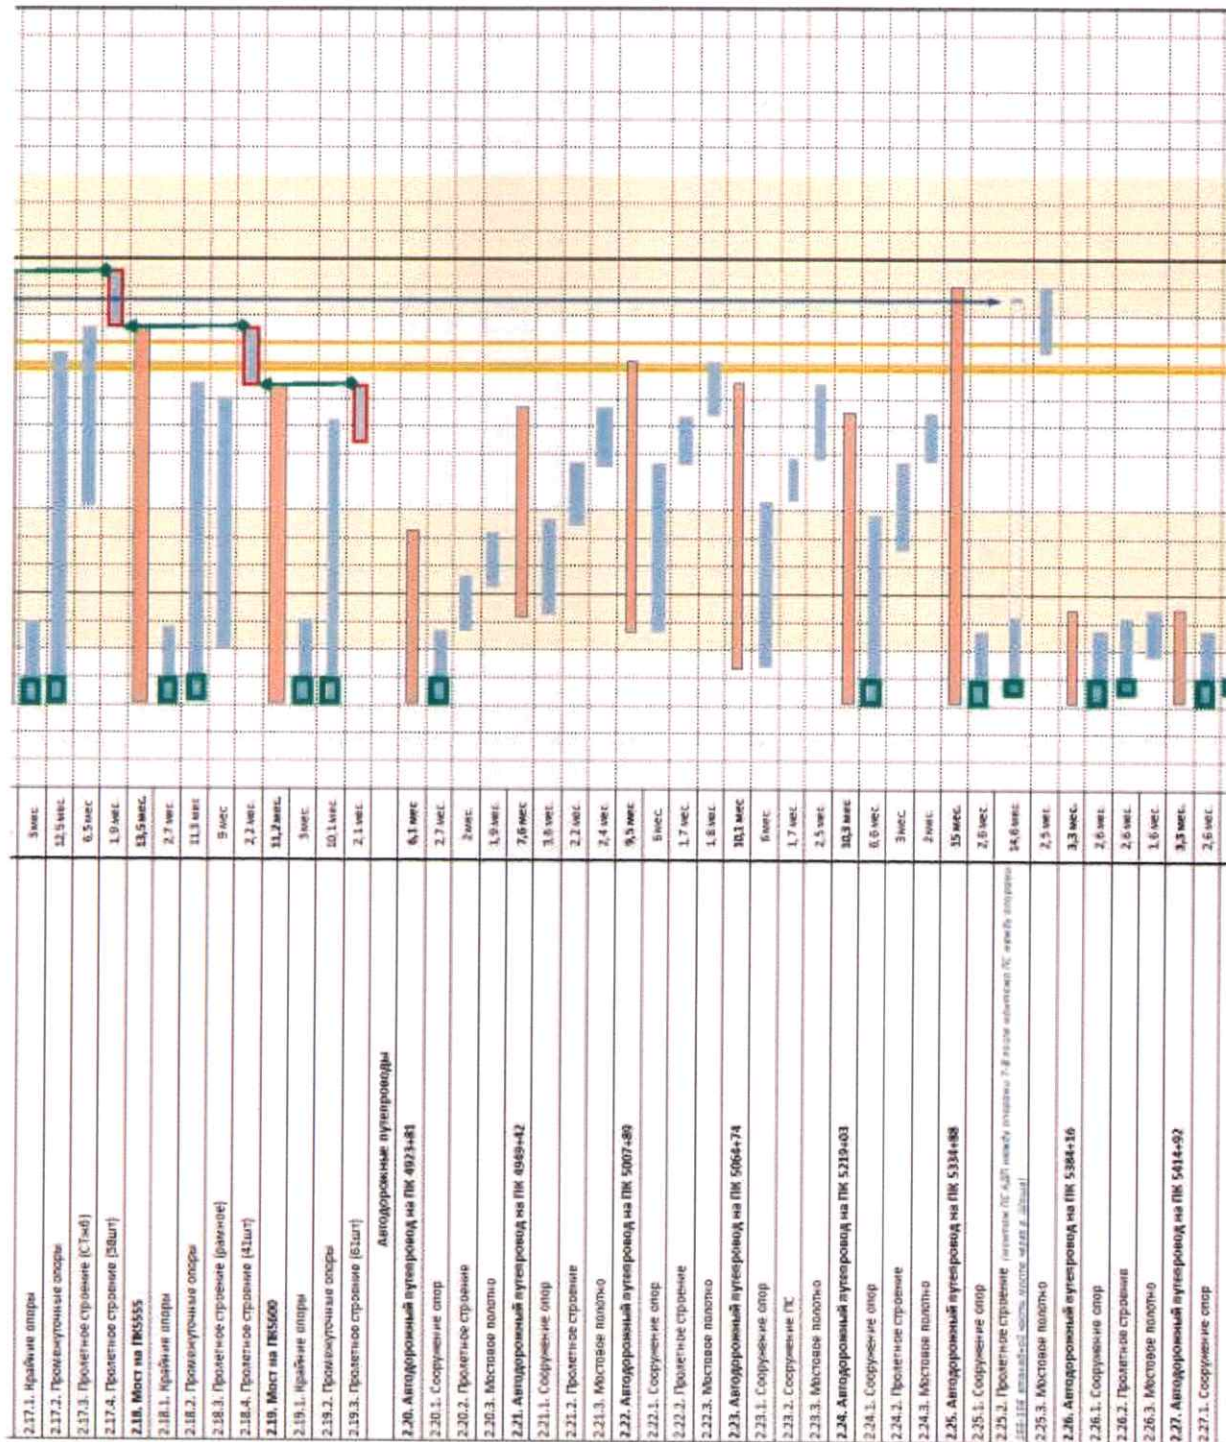 2.17.1. Крайние опоры 3 мес.
2.17.2. Промежуточные опоры 12,5 мес.
2.17.3. Пролетное строение (СТжб) 6,5 мес
2.17.4. Пролетное строение (58шт) 1,9 мес.
2.18. Мост на ПК5555 13,5 мес.
2.18.1. Крайние опоры 2,7 мес.
2.18.2. Промежуточные опоры 11,3 мес
2.18.3. Пролетное строение (рамное) 9 мес
2.18.4. Пролетное строение (41шт) 2,2 мес.
2.19. Мост на ПК5600 11,2 мес.
2.19.1. Крайние опоры 3 мес.
2.19.2. Промежуточные опоры 10,1 мес
2.19.3. Пролетное строение (61шт) 2,1 мес.
Автодорожные путепроводы
2.20. Автодорожный путепровод на ПК 4923+81 6,1 мес
2.20.1. Сооружение опор 2,7 мес.
2.20.2. Пролетное строение 2 мес.
2.20.3. Мостовое полотно 1,9 мес.
2.21. Автодорожный путепровод на ПК 4949+42 7,6 мес
2.21.1. Сооружение опор 3,6 мес.
2.21.2. Пролетное строение 2,2 мес.
2.21.3. Мостовое полотно 2,4 мес.
2.22. Автодорожный путепровод на ПК 5007+89 9,5 мес
2.22.1. Сооружение опор 6 мес
2.22.2. Пролетное строение 1,7 мес.
2.22.3. Мостовое полотно 1,8 мес.
2.23. Автодорожный путепровод на ПК 5064+74 10,1 мес
2.23.1. Сооружение опор 6 мес
2.23.2. Сооружение ПС 1,7 мес.
2.23.3. Мостовое полотно 2,5 мес.
2.24. Автодорожный путепровод на ПК 5219+03 10,3 мес
2.24.1. Сооружение опор 6,6 мес
2.24.2. Пролетное строение 3 мес.
2.24.3. Мостовое полотно 2 мес.
2.25. Автодорожный путепровод на ПК 5334+88 15 мес.
2.25.1. Сооружение опор 2,6 мес
2.25.2. Пролетное строение (монтаж ПС АДП между опорами 7-8 после монтажа ПС между опорами 14,6 мес.
2.25.3. Мостовое полотно 2,5 мес
2.26. Автодорожный путепровод на ПК 5384+16 3,3 мес.
2.26.1. Сооружение опор 2,6 мес
2.26.2. Пролетное строение 2,6 мес
2.26.3. Мостовое полотно 1,6 мес
2.27. Автодорожный путепровод на ПК 5414+92 3,3 мес
2.27.1. Сооружение опор 2,6 мес